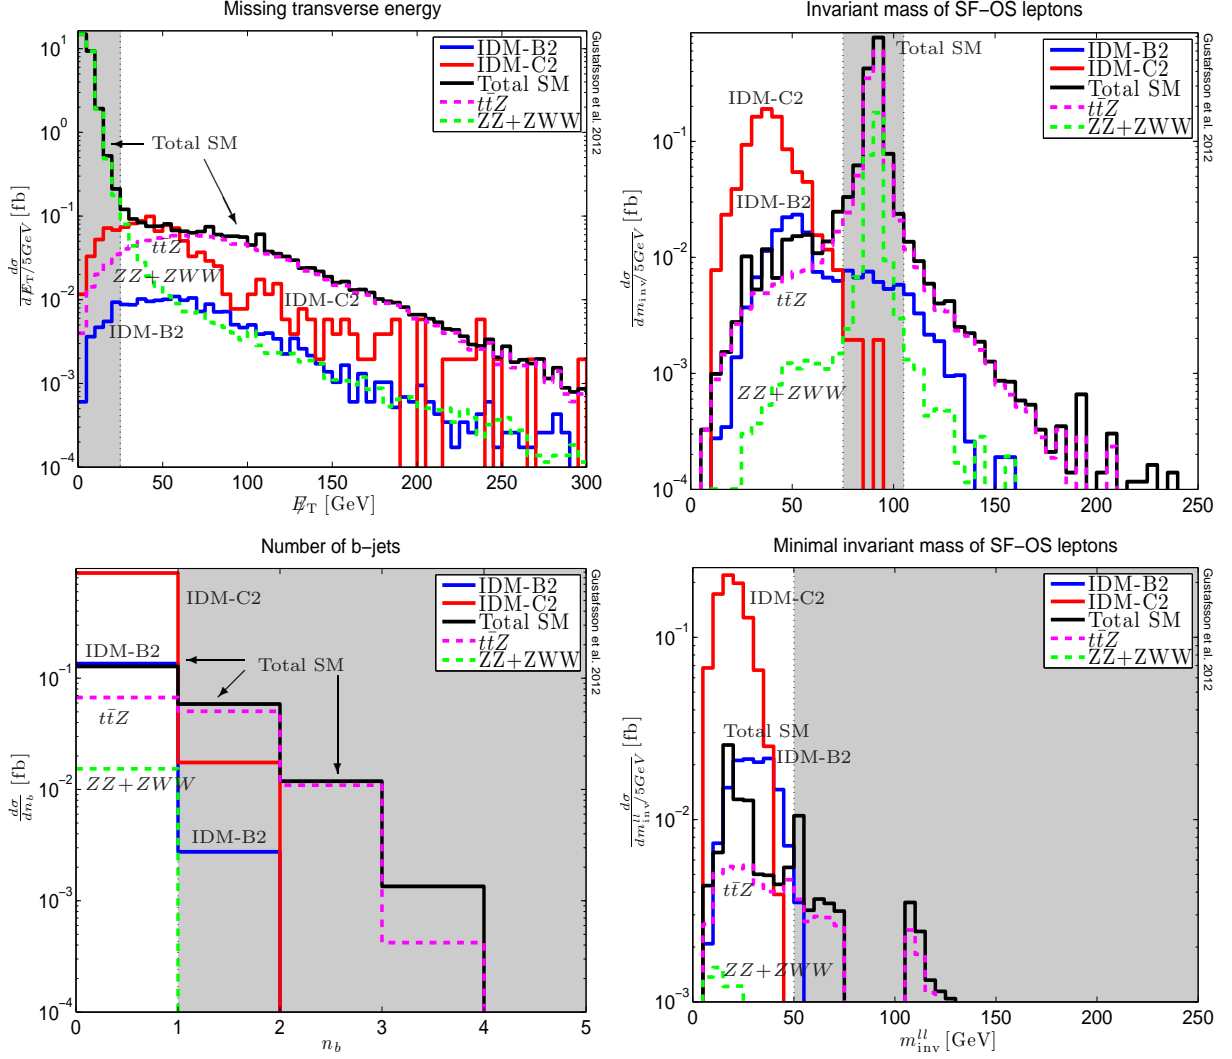 Missing transverse energy
IDM-B2
IDM-C2
Total SM
tt̄Z
ZZ+ZWW
Gustafsson et al. 2012
Total SM
tt̄Z
ZZ+ZWW
IDM-C2
IDM-B2
10^1
10^0
10^-1
10^-2
10^-3
10^-4
dσ/dE̸_T/5GeV [fb]
0 50 100 150 200 250 300
E̸_T [GeV]
Invariant mass of SF-OS leptons
IDM-B2
IDM-C2
Total SM
tt̄Z
ZZ+ZWW
Gustafsson et al. 2012
Total SM
IDM-C2
IDM-B2
tt̄Z
ZZ+ZWW
10^-1
10^-2
10^-3
10^-4
dσ/dm_inv/5GeV [fb]
0 50 100 150 200 250
Number of b-jets
IDM-B2
IDM-C2
Total SM
tt̄Z
ZZ+ZWW
Gustafsson et al. 2012
IDM-C2
IDM-B2
Total SM
tt̄Z
ZZ+ZWW
IDM-B2
10^-1
10^-2
10^-3
10^-4
dσ/dn_b [fb]
0 1 2 3 4 5
n_b
Minimal invariant mass of SF-OS leptons
IDM-B2
IDM-C2
Total SM
tt̄Z
ZZ+ZWW
Gustafsson et al. 2012
IDM-C2
Total SM
IDM-B2
tt̄Z
ZZ+ZWW
10^-1
10^-2
10^-3
dσ/dm^ll_inv/5GeV [fb]
0 50 100 150 200 250
m^ll_inv [GeV]